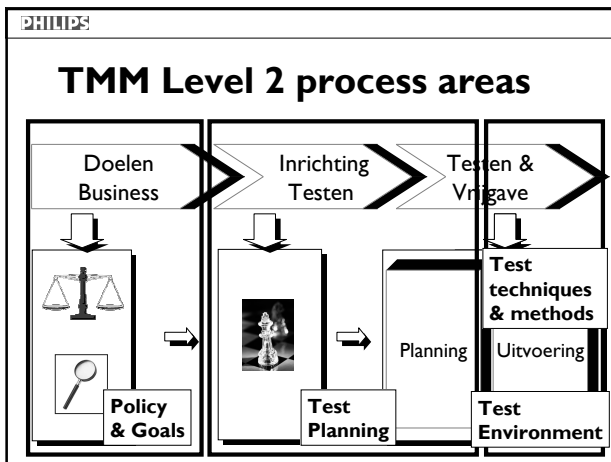 PHILIPS
TMM Level 2 process areas
Doelen
Business
Inrichting
Testen
Testen &
Vrijgave
Policy
& Goals
Test
Planning
Planning
Test
techniques
& methods
Uitvoering
Test
Environment